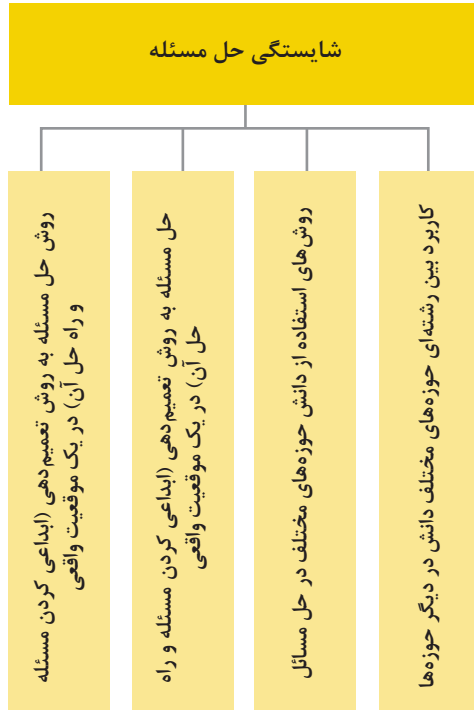 شایستگی حل مسئله
کاربرد بین رشته‌ای حوزه‌های مختلف دانش در دیگر حوزه‌ها
روش‌های استفاده از دانش حوزه‌های مختلف در حل مسائل
حل مسئله به روش تعمیم‌دهی (ابداعی کردن مسئله و راه
حل آن) در یک موقعیت واقعی
روش حل مسئله به روش تعمیم‌دهی (ابداعی کردن مسئله
و راه حل آن) در یک موقعیت واقعی